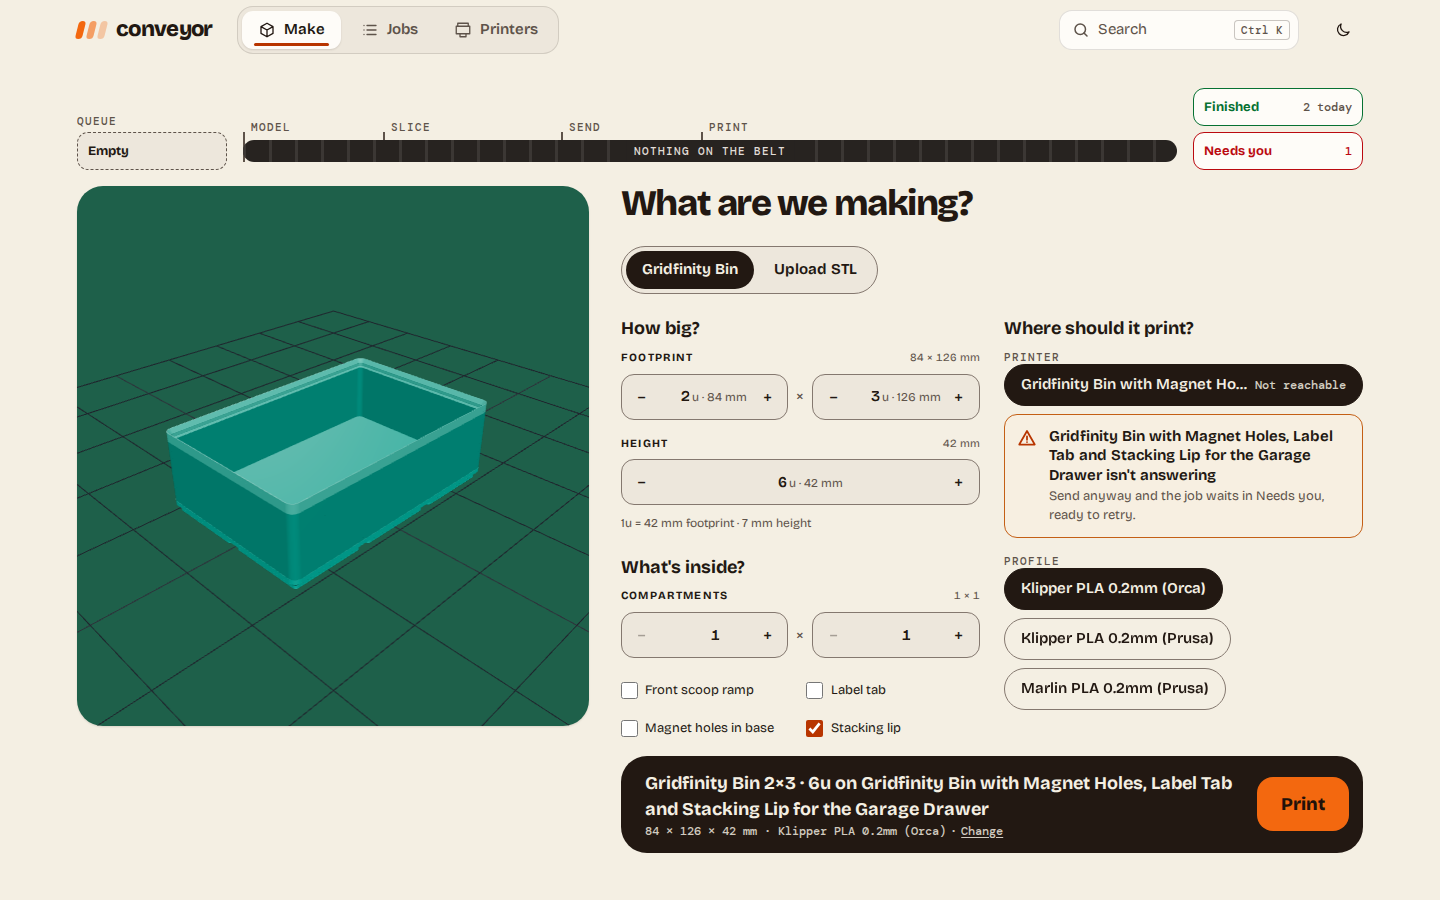 conveyor
Make
Jobs
Printers
Search
Ctrl K
QUEUE
Empty
MODEL
SLICE
SEND
PRINT
NOTHING ON THE BELT
Finished 2 today
Needs you 1
What are we making?
Gridfinity Bin
Upload STL
How big?
FOOTPRINT 84 × 126 mm
− 2 u · 84 mm + × − 3 u · 126 mm +
HEIGHT 42 mm
− 6 u · 42 mm +
1u = 42 mm footprint · 7 mm height
What's inside?
COMPARTMENTS 1 × 1
− 1 + × − 1 +
Front scoop ramp
Label tab
Magnet holes in base
Stacking lip
Where should it print?
PRINTER
Gridfinity Bin with Magnet Ho... Not reachable
Gridfinity Bin with Magnet Holes, Label
Tab and Stacking Lip for the Garage
Drawer isn't answering
Send anyway and the job waits in Needs you,
ready to retry.
PROFILE
Klipper PLA 0.2mm (Orca)
Klipper PLA 0.2mm (Prusa)
Marlin PLA 0.2mm (Prusa)
Gridfinity Bin 2×3 · 6u on Gridfinity Bin with Magnet Holes, Label Tab
and Stacking Lip for the Garage Drawer
84 × 126 × 42 mm · Klipper PLA 0.2mm (Orca) · Change
Print